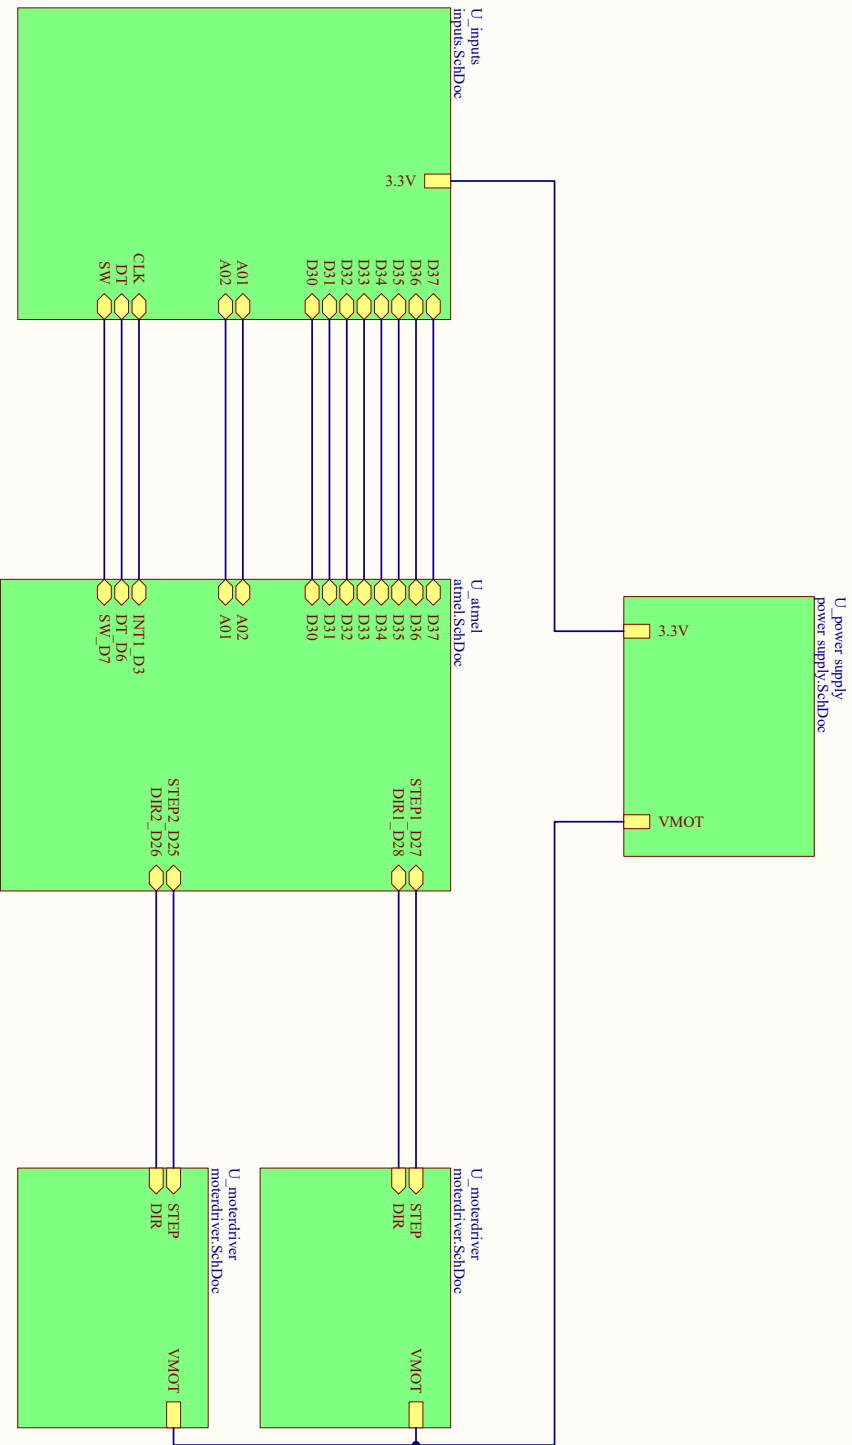 U_inputs
inputs.SchDoc
3.3V
D37
D36
D35
D34
D33
D32
D31
D30
A01
A02
CLK
DT
SW
U_atmel
atmel.SchDoc
D37
D36
D35
D34
D33
D32
D31
D30
A02
A01
INT1_D3
DT_D6
SW_D7
STEP1_D27
DIR1_D28
STEP2_D25
DIR2_D26
U_power supply
power supply.SchDoc
3.3V
VMOT
U_moterdriver
moterdriver.SchDoc
STEP
DIR
VMOT
U_moterdriver
moterdriver.SchDoc
STEP
DIR
VMOT